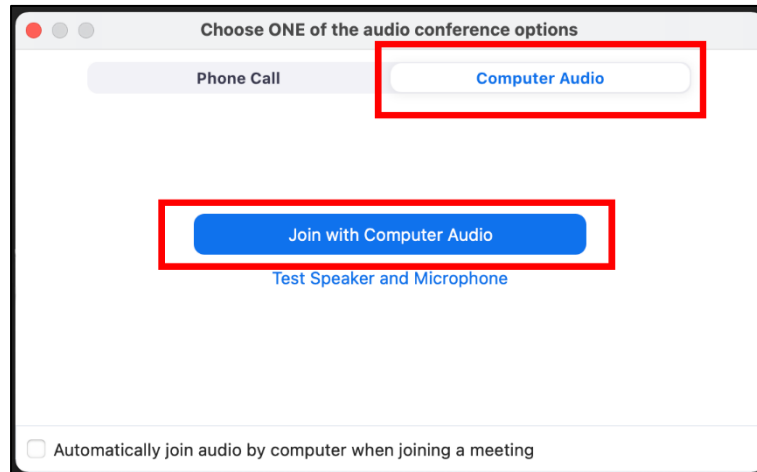 Choose ONE of the audio conference options
Phone Call
Computer Audio
Join with Computer Audio
Test Speaker and Microphone
Automatically join audio by computer when joining a meeting